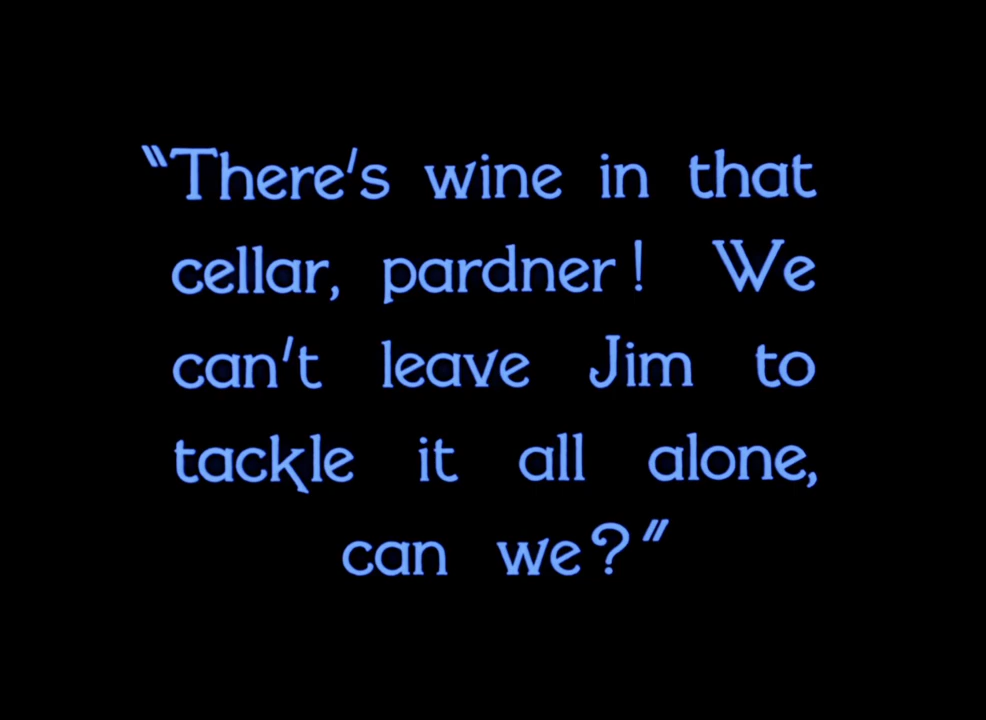 "There's wine in that
cellar, pardner! We
can't leave Jim to
tackle it all alone,
can we?"